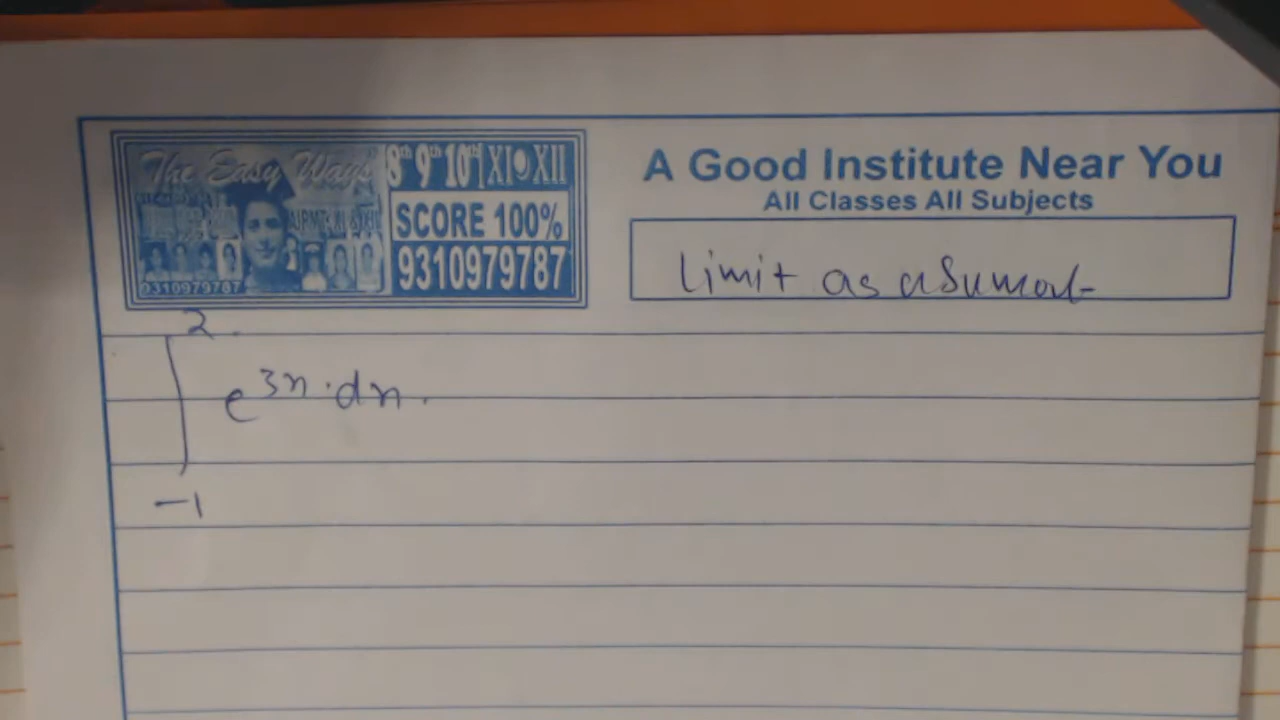 The Easy Ways
8th 9th 10th XI XII
SCORE 100%
9310979787
9310979787
A Good Institute Near You
All Classes All Subjects
Limit as a sum of
2
∫ e^{3x}.dx.
-1